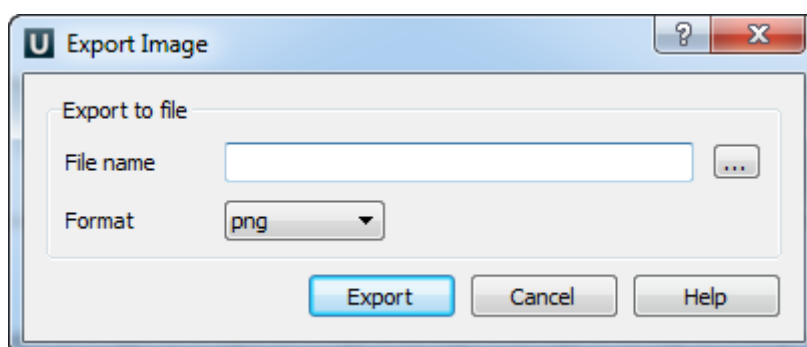 U Export Image ? X
Export to file
File name ...
Format png
Export Cancel Help